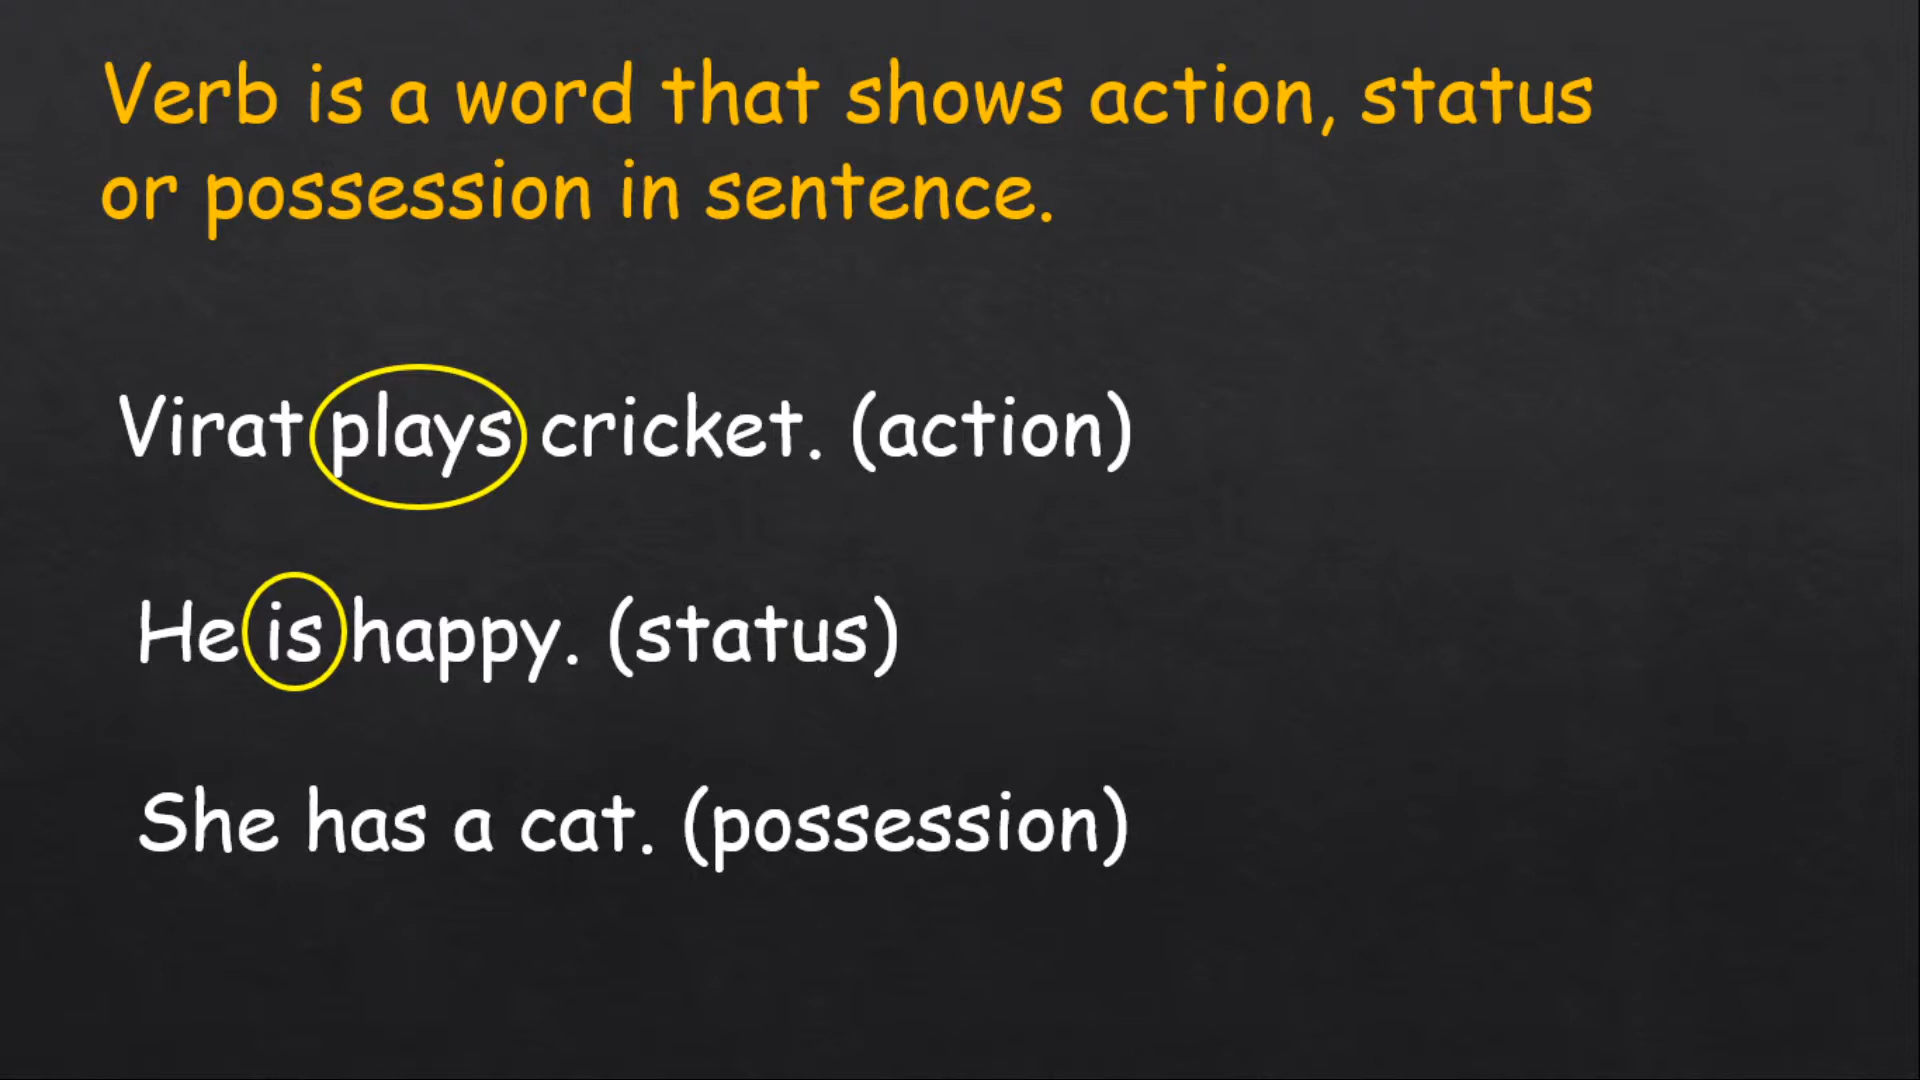 Verb is a word that shows action, status
or possession in sentence.
Virat plays cricket. (action)
He is happy. (status)
She has a cat. (possession)